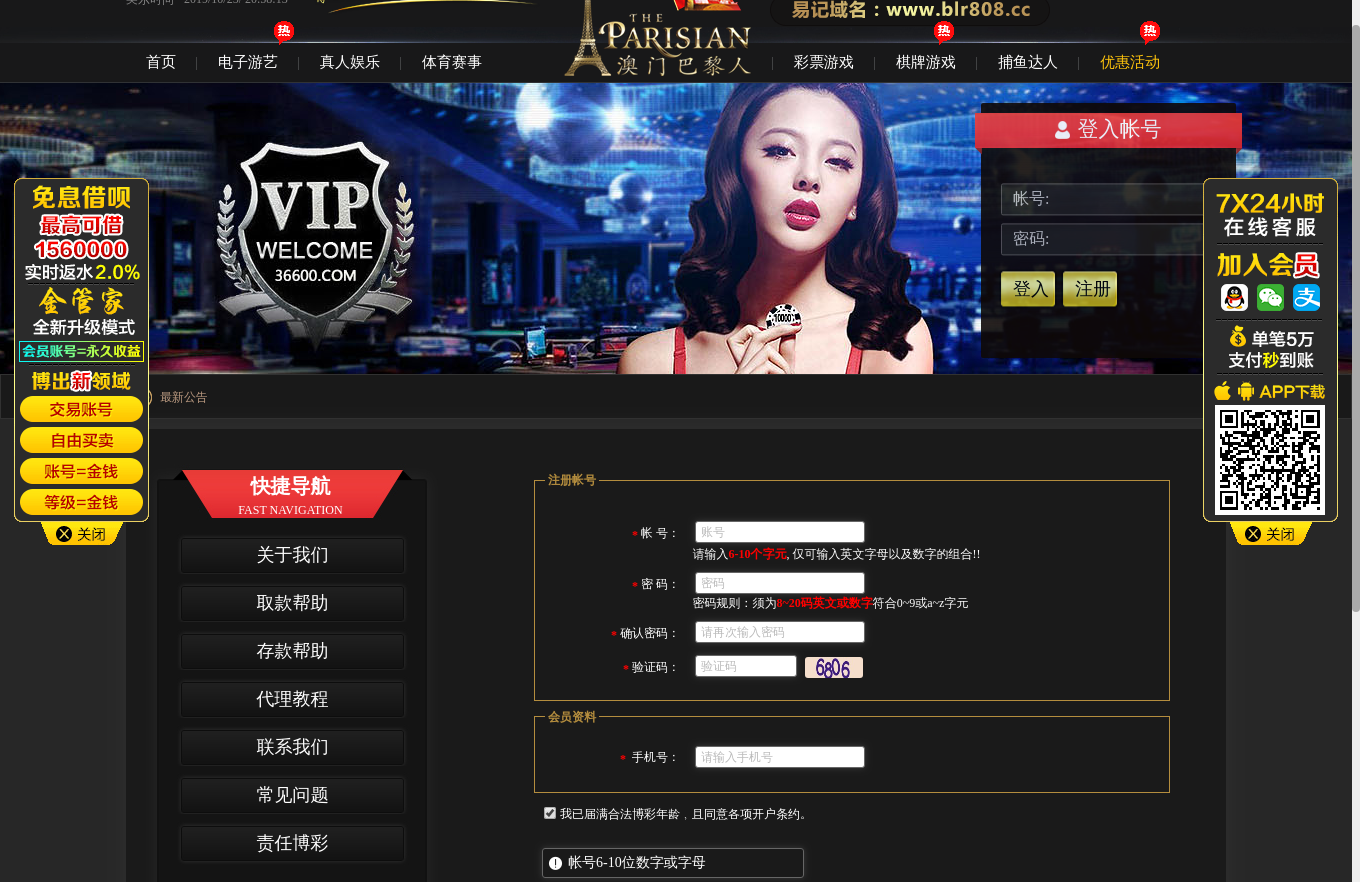 美东时间
易记域名：www.blr808.cc
THE
PARISIAN
澳门巴黎人
热
热
热
首页
电子游艺
真人娱乐
体育赛事
彩票游戏
棋牌游戏
捕鱼达人
优惠活动
VIP
WELCOME
36600.COM
10000
登入帐号
帐号:
密码:
登入
注册
免息借呗
最高可借
1560000
实时返水2.0%
金管家
全新升级模式
会员账号=永久收益
博出新领域
交易账号
自由买卖
账号=金钱
等级=金钱
关闭
7X24小时
在线客服
加入会员
支
单笔5万
支付秒到账
APP下载
关闭
最新公告
快捷导航
FAST NAVIGATION
关于我们
取款帮助
存款帮助
代理教程
联系我们
常见问题
责任博彩
注册帐号
* 帐 号：
账号
请输入6-10个字元, 仅可输入英文字母以及数字的组合!!
* 密 码：
密码
密码规则：须为8~20码英文或数字符合0~9或a~z字元
* 确认密码：
请再次输入密码
* 验证码：
验证码
6806
会员资料
* 手机号：
请输入手机号
我已届满合法博彩年龄﹐且同意各项开户条约。
帐号6-10位数字或字母